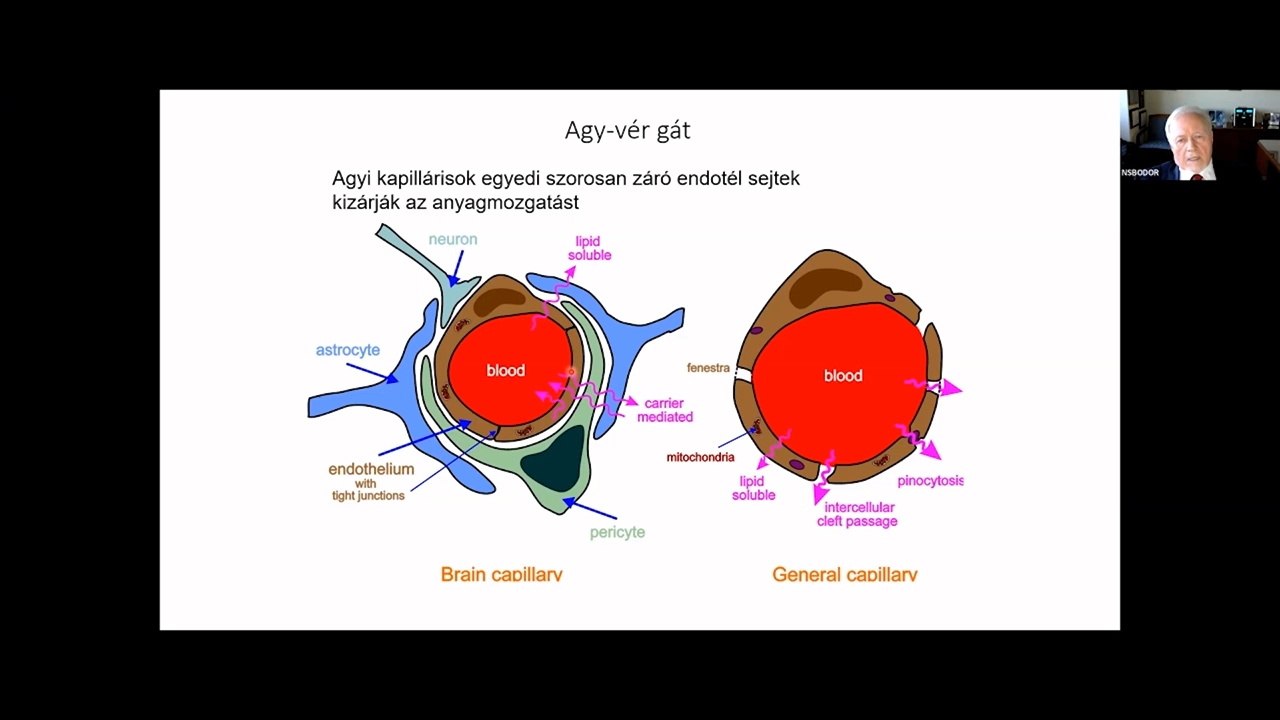 Agy-vér gát
NSBODOR
Agyi kapillárisok egyedi szorosan záró endotél sejtek
kizárják az anyagmozgatást
neuron
lipid
soluble
astrocyte
blood
carrier
mediated
endothelium
with
tight junctions
pericyte
Brain capillary
fenestra
blood
mitochondria
lipid
soluble
pinocytosis
intercellular
cleft passage
General capillary